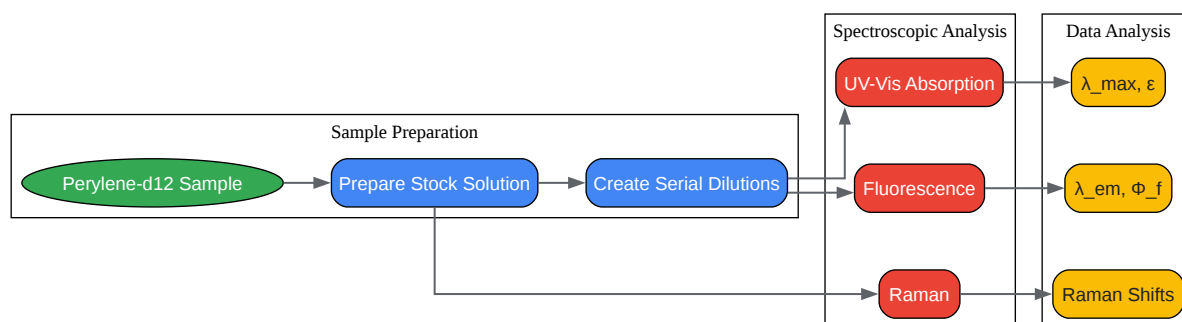 Spectroscopic Analysis
Data Analysis
UV-Vis Absorption
λ_max, ε
Sample Preparation
Perylene-d12 Sample
Prepare Stock Solution
Create Serial Dilutions
Fluorescence
λ_em, Φ_f
Raman
Raman Shifts